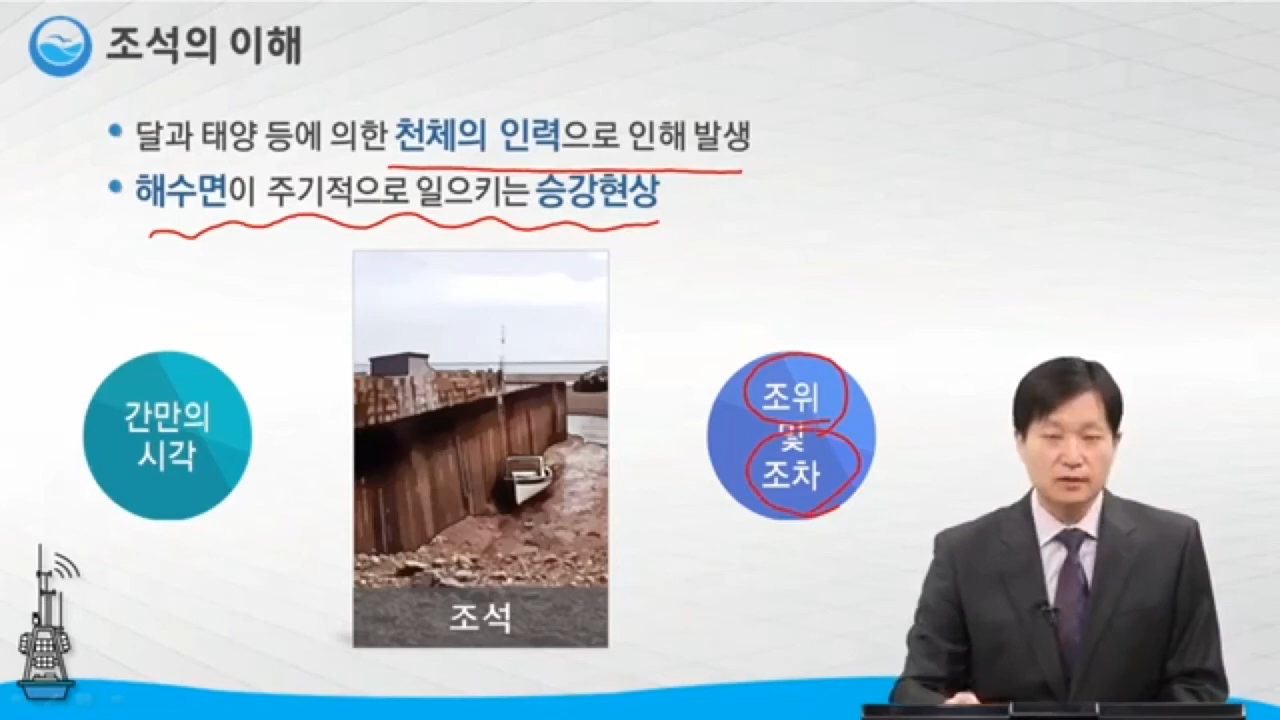 조석의 이해
달과 태양 등에 의한 천체의 인력으로 인해 발생
해수면이 주기적으로 일으키는 승강현상
간만의
시각
조석
조위
및
조차